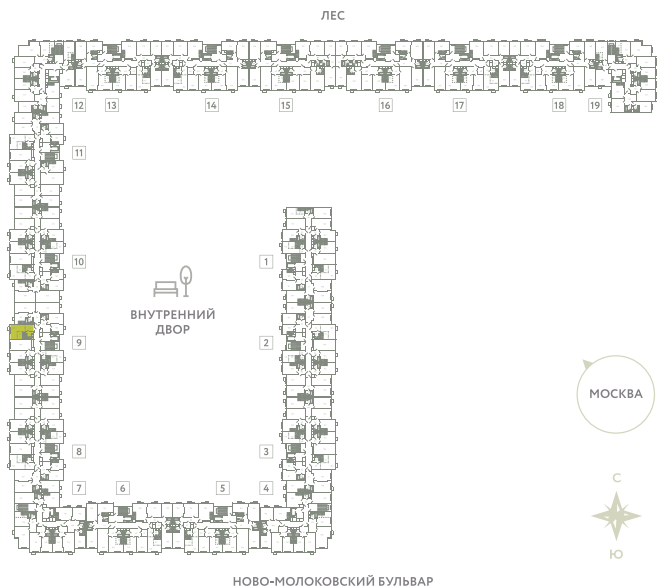 ЛЕС
12 13 14 15 16 17 18 19
11
10 1
ВНУТРЕННИЙ
ДВОР
9 2
МОСКВА
8 3
7 6 5 4
С
Ю
НОВО-МОЛОКОВСКИЙ БУЛЬВАР